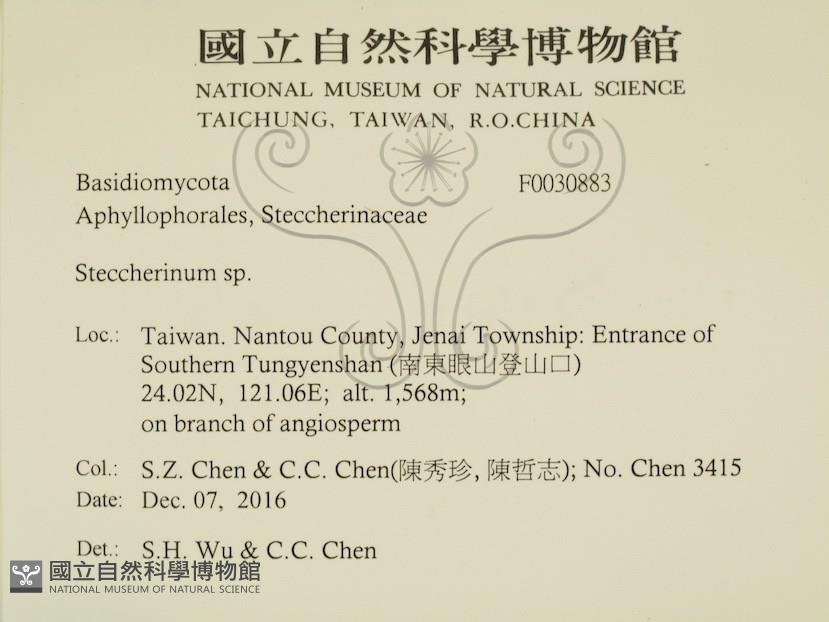 國立自然科學博物館
NATIONAL MUSEUM OF NATURAL SCIENCE
TAICHUNG, TAIWAN, R.O.CHINA
Basidiomycota F0030883
Aphyllophorales, Steccherinaceae
Steccherinum sp.
Loc.: Taiwan. Nantou County, Jenai Township: Entrance of
Southern Tungyenshan (南東眼山登山口)
24.02N, 121.06E; alt. 1,568m;
on branch of angiosperm
Col.: S.Z. Chen & C.C. Chen(陳秀珍, 陳哲志); No. Chen 3415
Date: Dec. 07, 2016
Det.: S.H. Wu & C.C. Chen
國立自然科學博物館
NATIONAL MUSEUM OF NATURAL SCIENCE